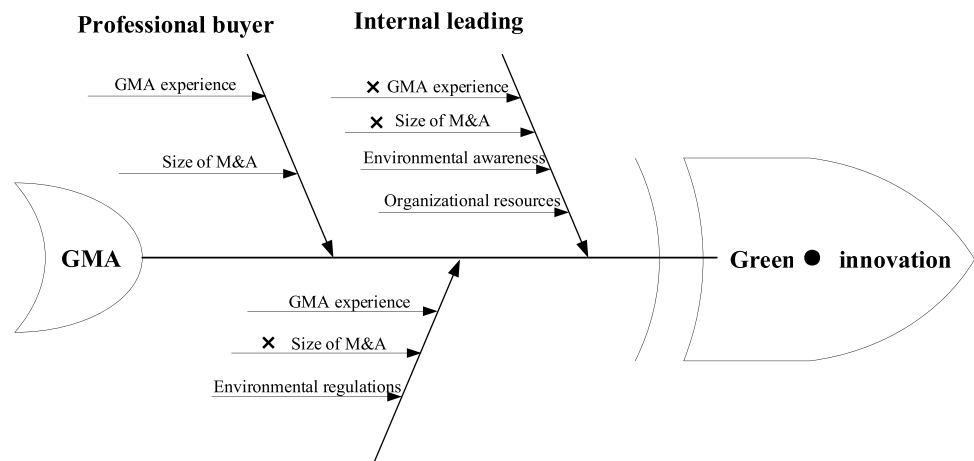 Professional buyer
Internal leading
GMA experience
Size of M&A
× GMA experience
× Size of M&A
Environmental awareness
Organizational resources
GMA
Green innovation
GMA experience
× Size of M&A
Environmental regulations